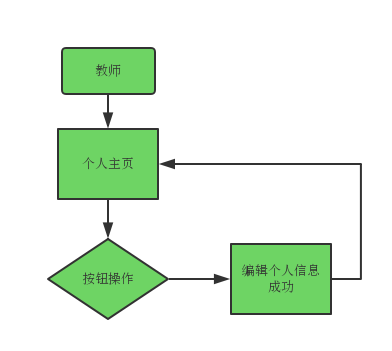 教师
个人主页
按钮操作
编辑个人信息
成功